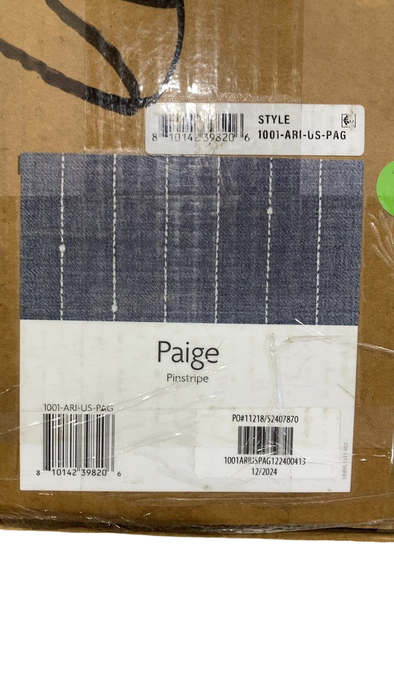 STYLE
1001-ARI-US-PAG
8 10142 39820 6
Paige
Pinstripe
1001-ARI-US-PAG
8 10142 39820 6
PO#11218/S2407870
1001ARIUSPAG122400413
12/2024